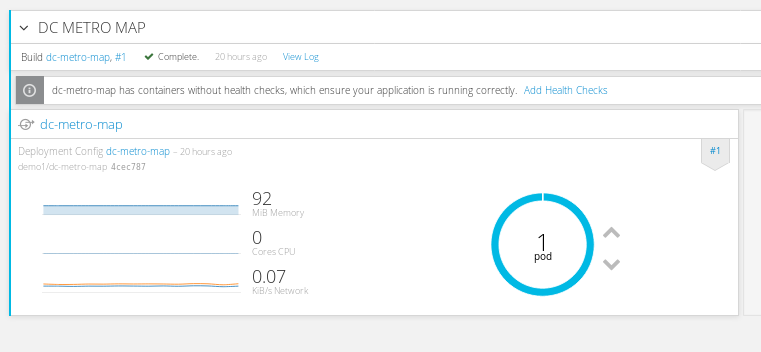 DC METRO MAP
Build dc-metro-map, #1 Complete. 20 hours ago View Log
dc-metro-map has containers without health checks, which ensure your application is running correctly. Add Health Checks
dc-metro-map
Deployment Config dc-metro-map – 20 hours ago
#1
demo1/dc-metro-map 4cec787
92
MiB Memory
0
Cores CPU
0.07
KiB/s Network
1
pod